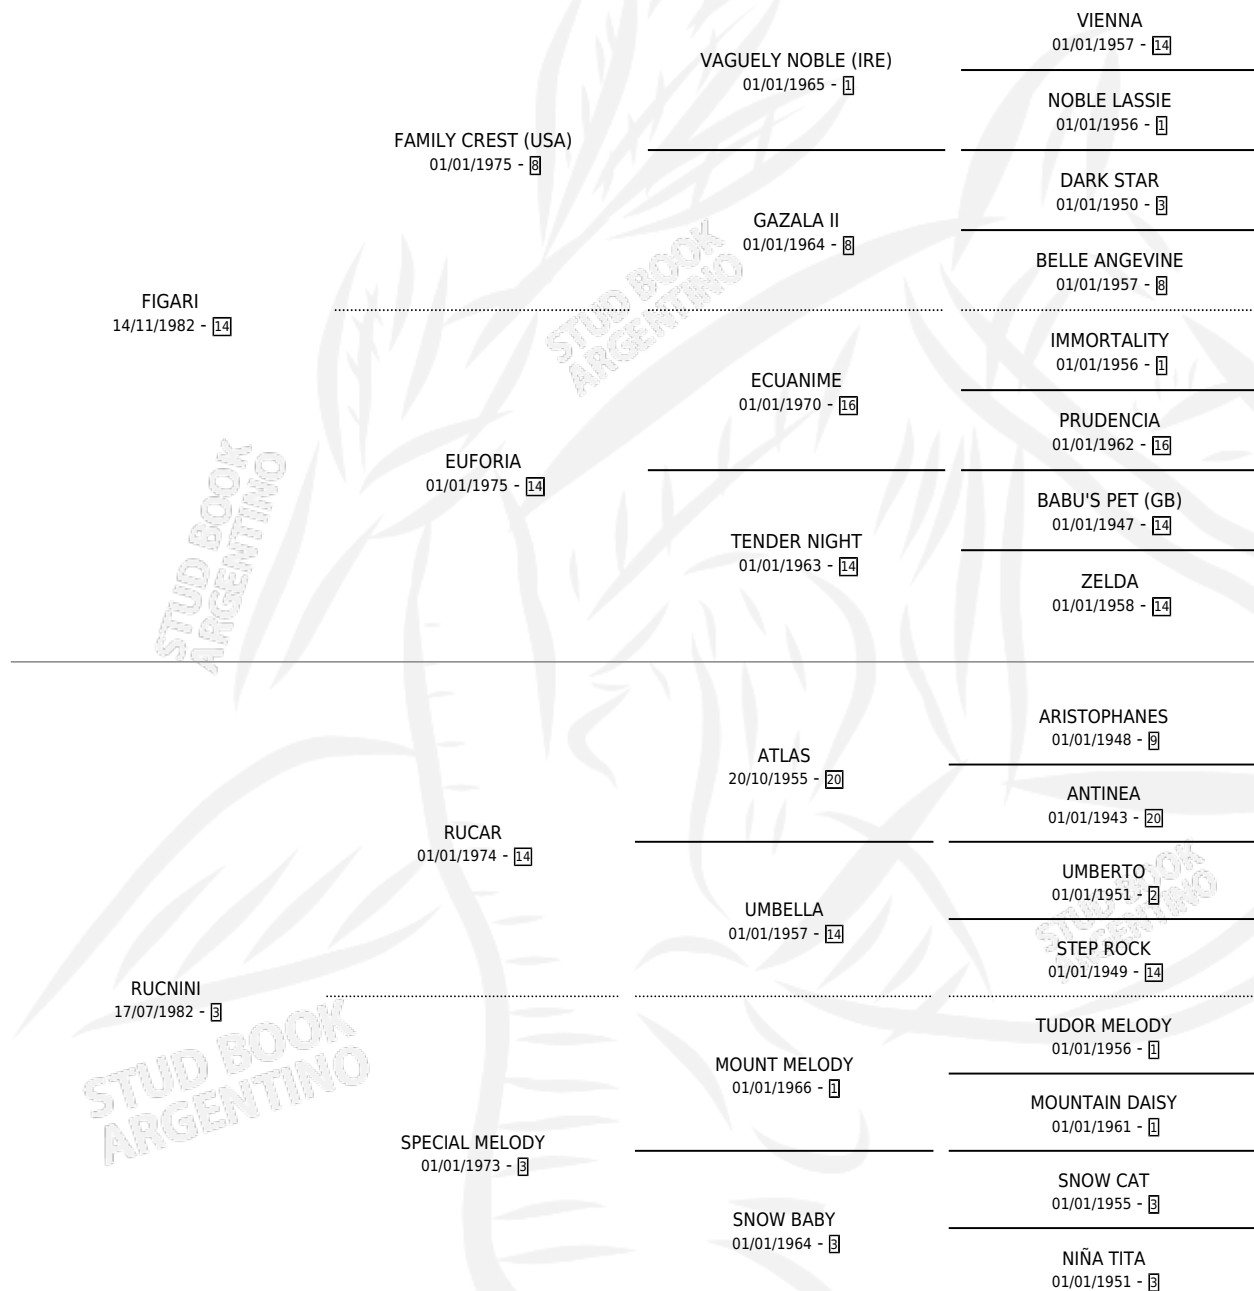 VIENNA
01/01/1957 - 14
VAGUELY NOBLE (IRE)
01/01/1965 - 1
NOBLE LASSIE
01/01/1956 - 1
FAMILY CREST (USA)
01/01/1975 - 8
DARK STAR
01/01/1950 - 3
GAZALA II
01/01/1964 - 8
BELLE ANGEVINE
01/01/1957 - 8
FIGARI
14/11/1982 - 14
IMMORTALITY
01/01/1956 - 1
ECUANIME
01/01/1970 - 16
PRUDENCIA
01/01/1962 - 16
EUFORIA
01/01/1975 - 14
BABU'S PET (GB)
01/01/1947 - 14
TENDER NIGHT
01/01/1963 - 14
ZELDA
01/01/1958 - 14
ARISTOPHANES
01/01/1948 - 9
ATLAS
20/10/1955 - 20
ANTINEA
01/01/1943 - 20
RUCAR
01/01/1974 - 14
UMBERTO
01/01/1951 - 2
UMBELLA
01/01/1957 - 14
STEP ROCK
01/01/1949 - 14
RUCNINI
17/07/1982 - 3
TUDOR MELODY
01/01/1956 - 1
MOUNT MELODY
01/01/1966 - 1
MOUNTAIN DAISY
01/01/1961 - 1
SPECIAL MELODY
01/01/1973 - 3
SNOW CAT
01/01/1955 - 3
SNOW BABY
01/01/1964 - 3
NIÑA TITA
01/01/1951 - 3
STUD BOOK
ARGENTINO
STUD BOOK
ARGENTINO
STUD BOOK
ARGENTINO
STUD BOOK
ARGENTINO